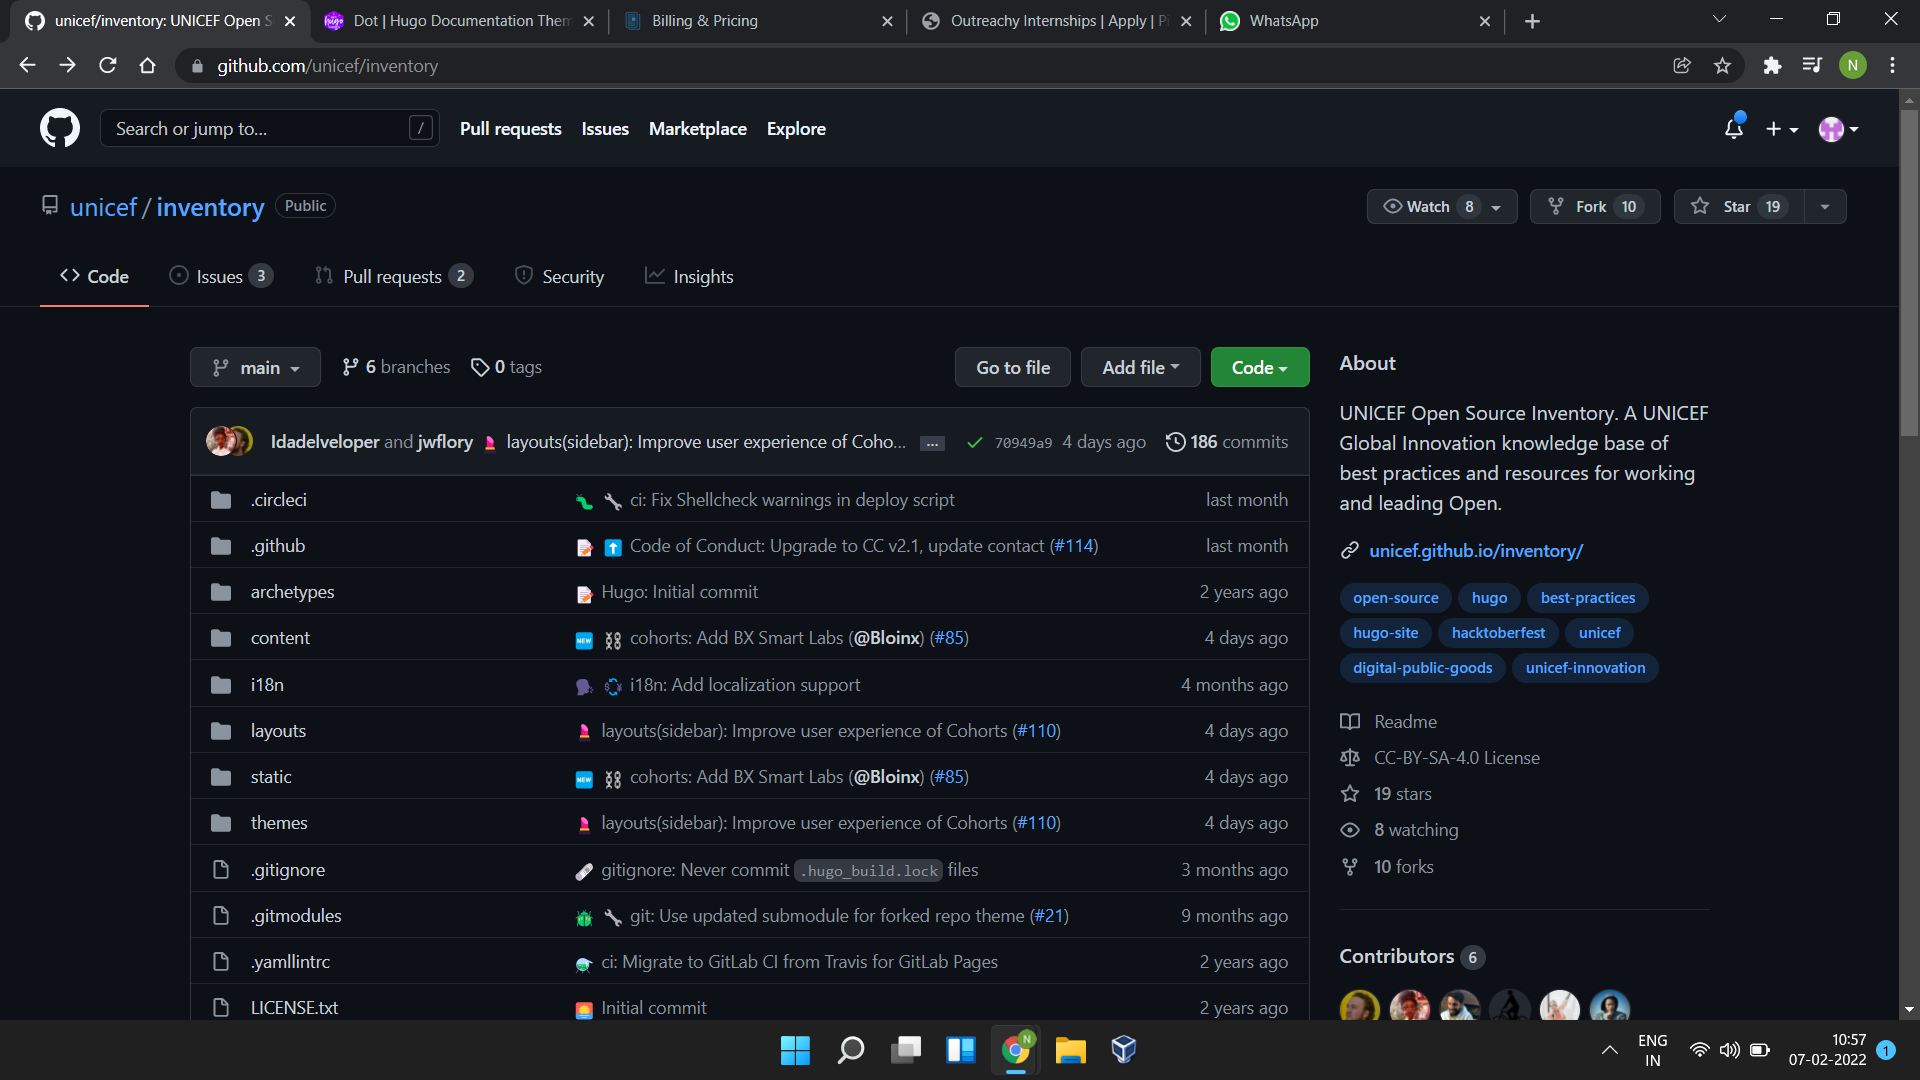 unicef/inventory: UNICEF Open S
Dot | Hugo Documentation Them
Billing & Pricing
Outreachy Internships | Apply | Pi
WhatsApp
github.com/unicef/inventory
N
Search or jump to...
/
Pull requests
Issues
Marketplace
Explore
unicef / inventory
Public
Watch 8
Fork 10
Star 19
Code
Issues 3
Pull requests 2
Security
Insights
main
6 branches
0 tags
Go to file
Add file
Code
Idadelveloper and jwflory layouts(sidebar): Improve user experience of Coho... ... 70949a9 4 days ago 186 commits
.circleci ci: Fix Shellcheck warnings in deploy script last month
.github Code of Conduct: Upgrade to CC v2.1, update contact (#114) last month
archetypes Hugo: Initial commit 2 years ago
content NEW cohorts: Add BX Smart Labs (@Bloinx) (#85) 4 days ago
i18n i18n: Add localization support 4 months ago
layouts layouts(sidebar): Improve user experience of Cohorts (#110) 4 days ago
static NEW cohorts: Add BX Smart Labs (@Bloinx) (#85) 4 days ago
themes layouts(sidebar): Improve user experience of Cohorts (#110) 4 days ago
.gitignore gitignore: Never commit .hugo_build.lock files 3 months ago
.gitmodules git: Use updated submodule for forked repo theme (#21) 9 months ago
.yamllintrc ci: Migrate to GitLab CI from Travis for GitLab Pages 2 years ago
LICENSE.txt Initial commit 2 years ago
About
UNICEF Open Source Inventory. A UNICEF
Global Innovation knowledge base of
best practices and resources for working
and leading Open.
unicef.github.io/inventory/
open-source hugo best-practices
hugo-site hacktoberfest unicef
digital-public-goods unicef-innovation
Readme
CC-BY-SA-4.0 License
19 stars
8 watching
10 forks
Contributors 6
N
ENG
IN
10:57
07-02-2022
1